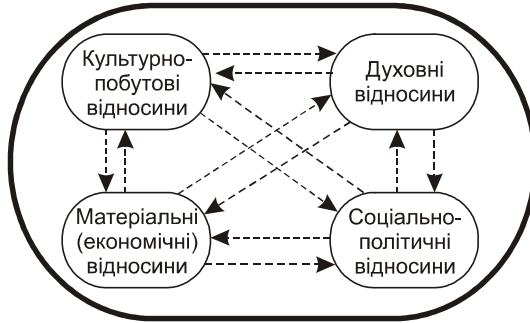 Культурно-
побутові
відносини
Духовні
відносини
Матеріальні
(економічні)
відносини
Соціально-
політичні
відносини